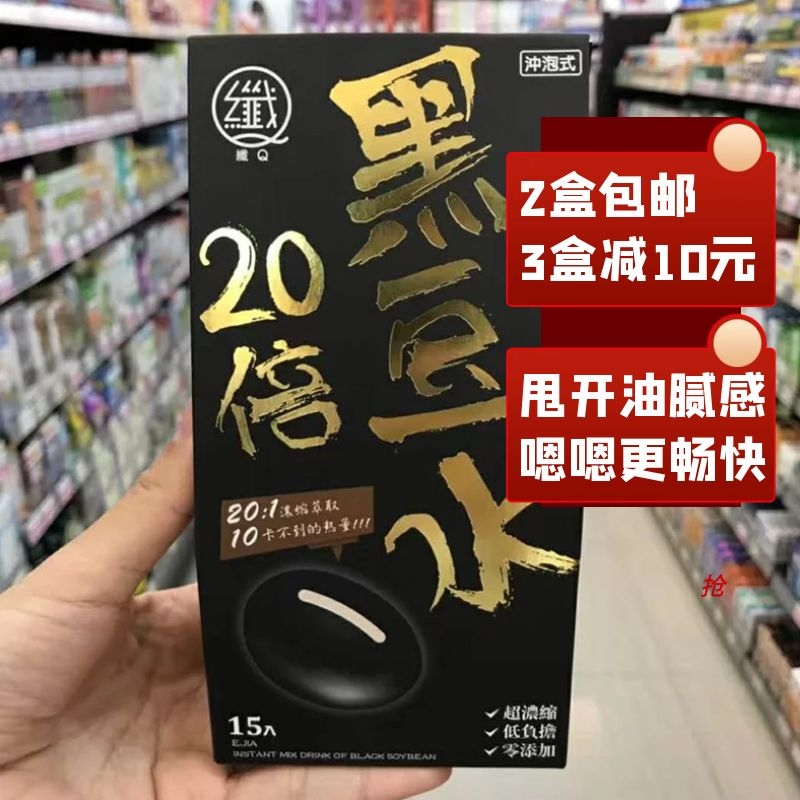 纖
纖Q
沖泡式
黑豆水
20倍
20:1濃縮萃取
10卡不到的熱量!!!
15入
EJIA
INSTANT MIX DRINK OF BLACK SOYBEAN
超濃縮
低負擔
零添加
2盒包邮
3盒减10元
甩开油腻感
嗯嗯更畅快
抢